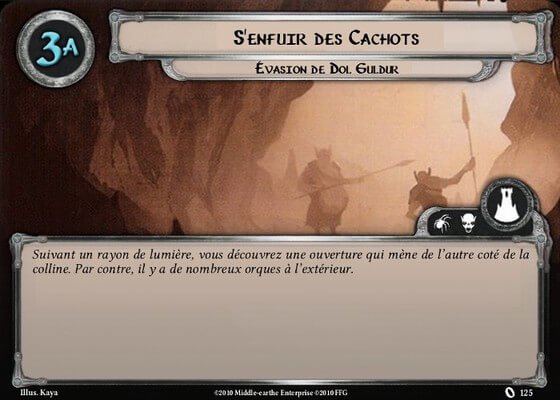 3A
S'enfuir des Cachots
Évasion de Dol Guldur
Suivant un rayon de lumière, vous découvrez une ouverture qui mène de l'autre coté de la
colline. Par contre, il y a de nombreux orques à l'extérieur.
Illus. Kaya ©2010 Middle-earthe Enterprise ©2010 FFG 125